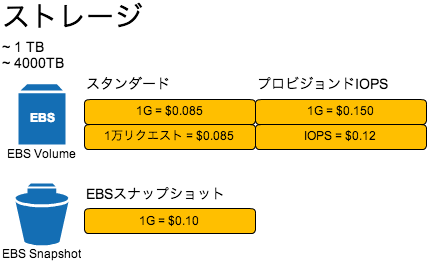 ストレージ
~ 1 TB
~ 4000TB
スタンダード
プロビジョンドIOPS
EBS
1G = $0.085
1G = $0.150
1万リクエスト = $0.085
IOPS = $0.12
EBS Volume
EBSスナップショット
1G = $0.10
EBS Snapshot